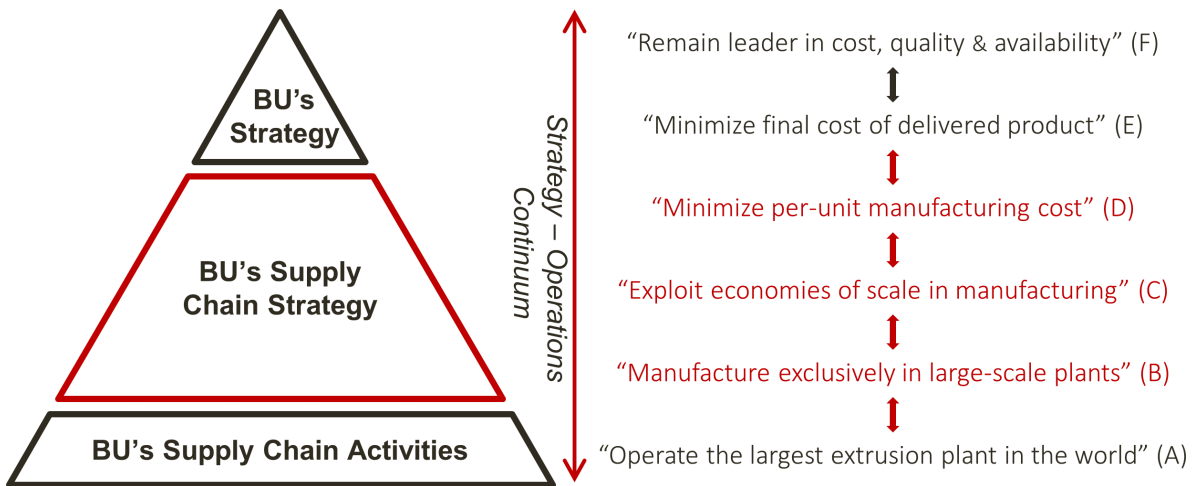 BU's
Strategy
BU's Supply
Chain Strategy
BU's Supply Chain Activities
Strategy – Operations
Continuum
“Remain leader in cost, quality & availability” (F)
“Minimize final cost of delivered product” (E)
“Minimize per-unit manufacturing cost” (D)
“Exploit economies of scale in manufacturing” (C)
“Manufacture exclusively in large-scale plants” (B)
“Operate the largest extrusion plant in the world” (A)